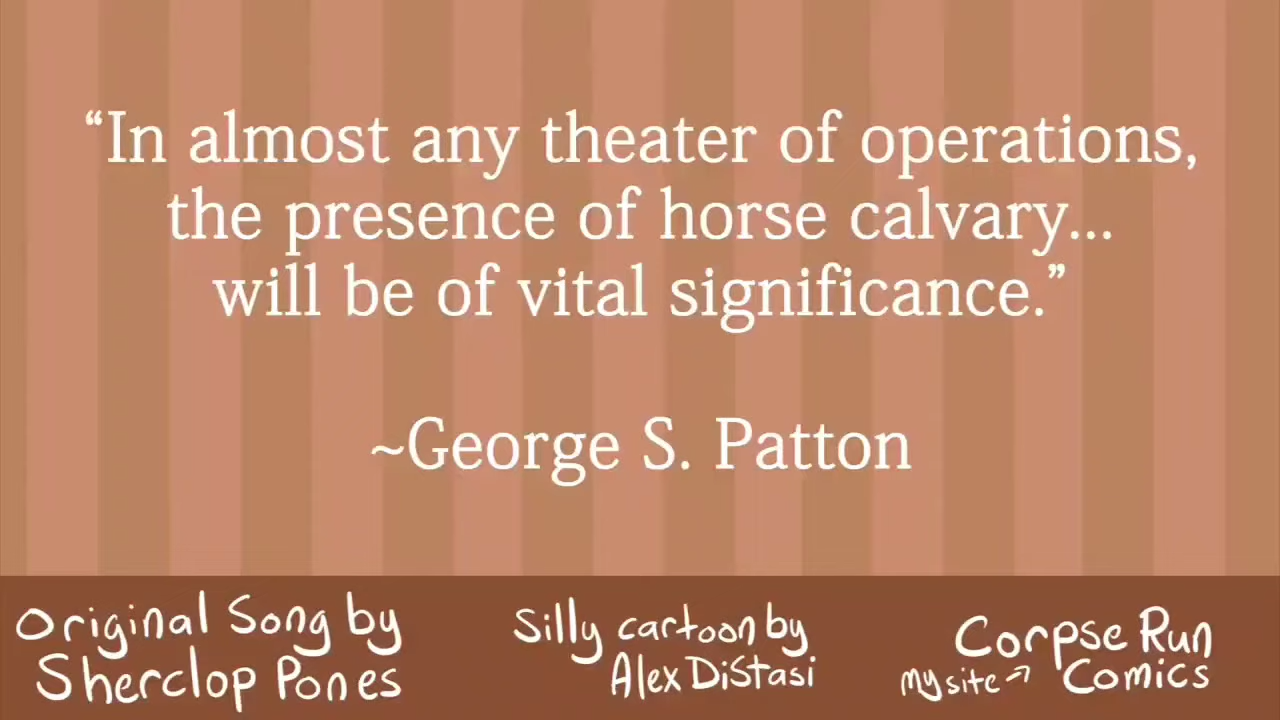 “In almost any theater of operations,
the presence of horse calvary...
will be of vital significance.”
~George S. Patton
Original Song by
Sherclop Pones
Silly cartoon by
Alex DiStasi
Corpse Run
my site → Comics